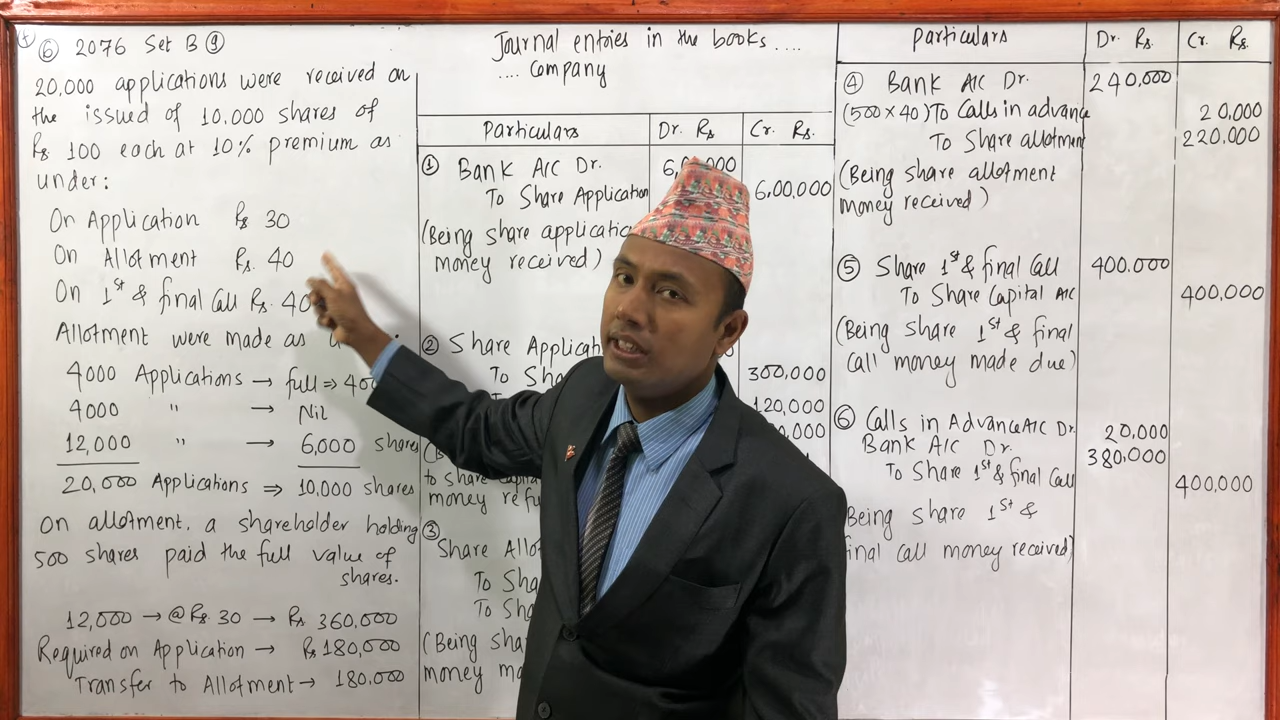 ⑥ 2076 Set B ⑨
20,000 applications were received on
the issued of 10,000 shares of
Rs 100 each at 10% premium as
under:
On Application Rs 30
On Allotment Rs. 40
On 1st & final Call Rs. 40
Allotment were made as
4000 Applications → full ⇒
4000 " → Nil
12,000 " → 6,000 shares
20,000 Applications ⇒ 10,000 shares
On allotment, a shareholder holding
500 shares paid the full value of
shares.
12,000 → @ Rs. 30 → Rs 360,000
Required on Application → Rs 180,000
Transfer to Allotment → 180,000
Journal entries in the books ....
.... Company
Particulars Dr. Rs Cr. Rs.
① Bank A/C Dr.
To Share Application 6,00,000
(Being share application
money received)
② Share
To 300,000
120,000
to share
money
③
Share
To
To
(Being
money
Particulars Dr. Rs. Cr. Rs.
④ Bank A/C Dr. 240,000
(500×40) To Calls in advance 20,000
To Share allotment 220,000
(Being share allotment
money received)
⑤ Share 1st & final Call 400.000
To Share Capital A/C 400,000
(Being share 1st & final
call money made due)
⑥ Calls in Advance A/C Dr. 20,000
Bank A/C Dr. 380,000
To Share 1st & final Call 400,000
Being share 1st &
final call money received)